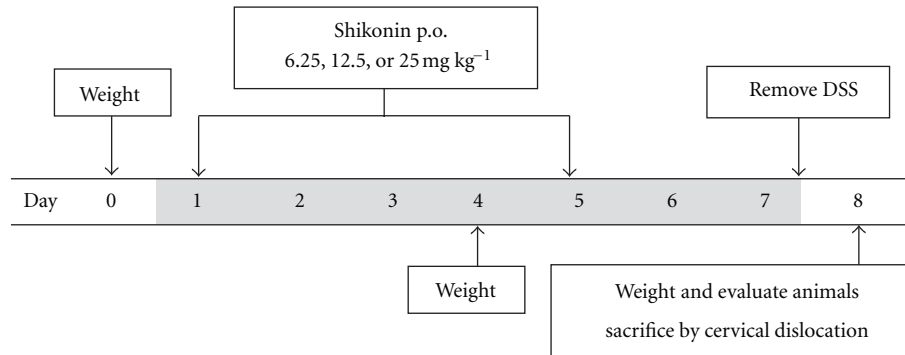 Shikonin p.o.
6.25, 12.5, or 25 mg kg⁻¹
Weight
Remove DSS
Day 0 1 2 3 4 5 6 7 8
Weight
Weight and evaluate animals
sacrifice by cervical dislocation